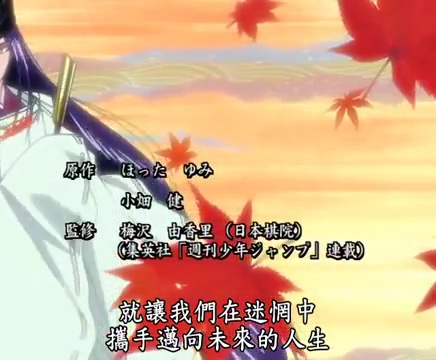 原作　ほった　ゆみ
小畑　健
監修　梅沢　由香里（日本棋院）
（集英社「週刊少年ジャンプ」連載）
就讓我們在迷惘中
攜手邁向未來的人生